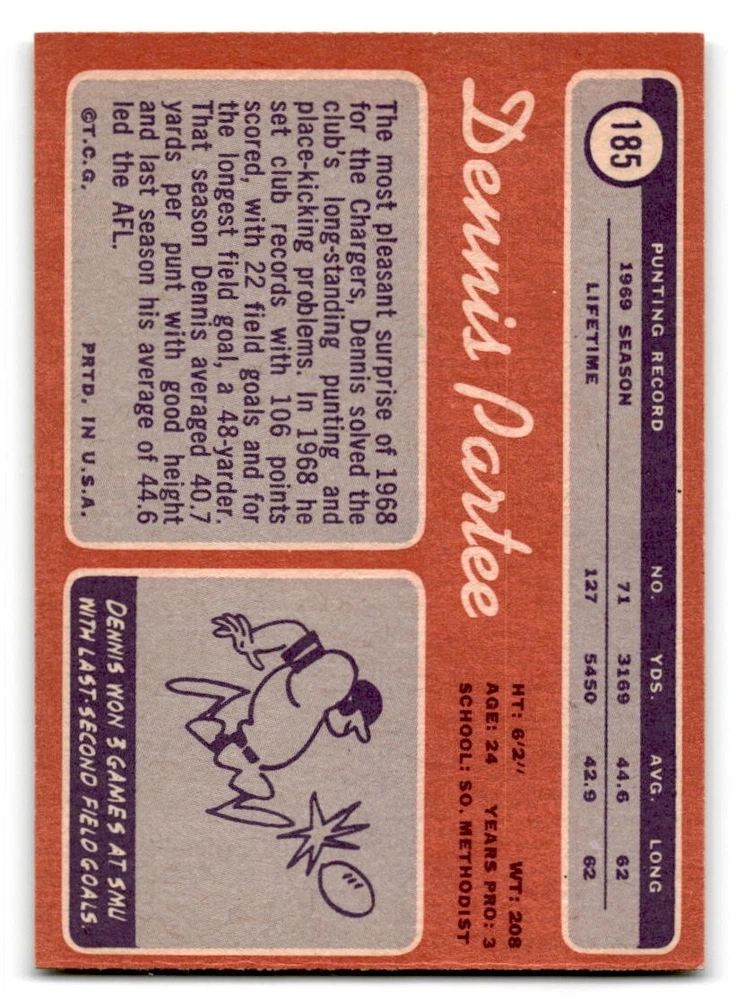 185
PUNTING RECORD NO. YDS. AVG. LONG
1969 SEASON 71 3169 44.6 62
LIFETIME 127 5450 42.9 62
Dennis Partee
HT: 6'2" WT: 208
AGE: 24 YEARS PRO: 3
SCHOOL: SO. METHODIST
The most pleasant surprise of 1968
for the Chargers, Dennis solved the
club's long-standing punting and
place-kicking problems. In 1968 he
set club records with 106 points
scored, with 22 field goals and for
the longest field goal, a 48-yarder.
That season Dennis averaged 40.7
yards per punt with good height
and last season his average of 44.6
led the AFL.
©T.C.G. PRTD. IN U.S.A.
DENNIS WON 3 GAMES AT SMU
WITH LAST-SECOND FIELD GOALS.